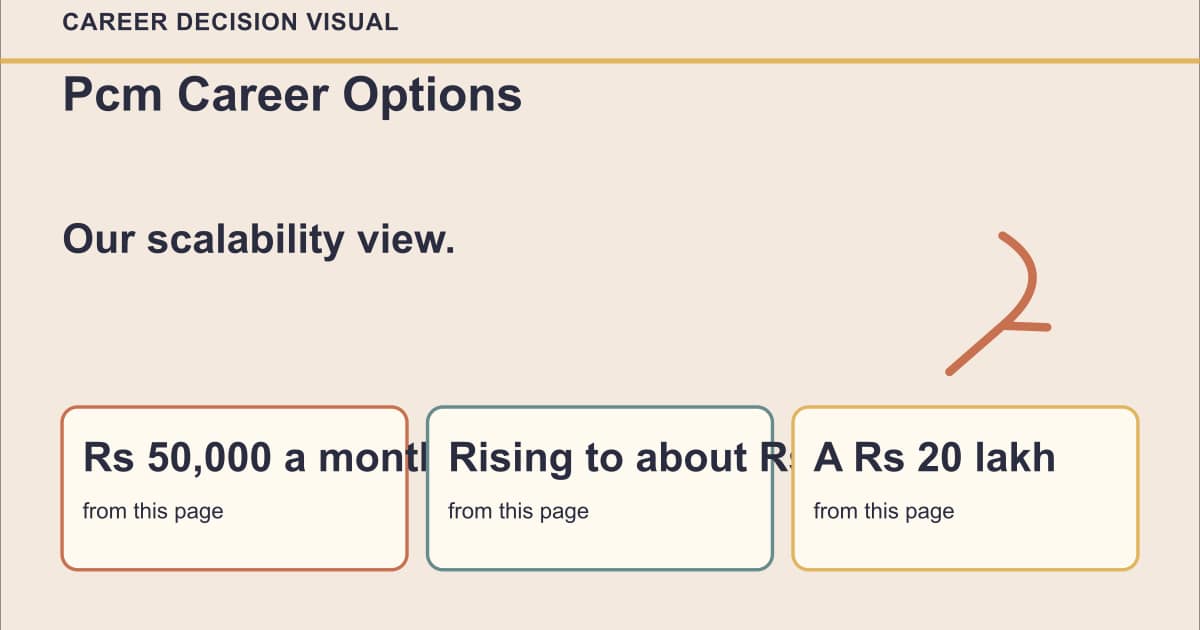 CAREER DECISION VISUAL
Pcm Career Options
Our scalability view.
Rs 50,000 a
from this page
Rising to about
from this page
A Rs 20 lakh
from this page